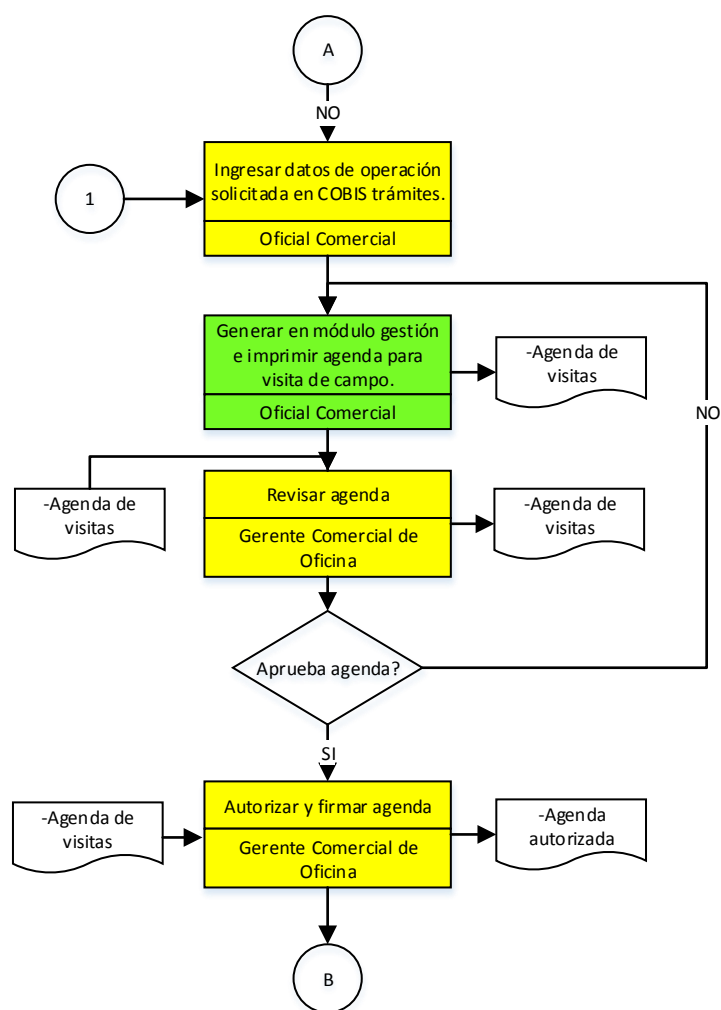 A
NO
Ingresar datos de operación
solicitada en COBIS trámites.
1
Oficial Comercial
Generar en módulo gestión
e imprimir agenda para
visita de campo.
-Agenda de
visitas
Oficial Comercial
NO
-Agenda de
visitas
Revisar agenda
-Agenda de
visitas
Gerente Comercial de
Oficina
Aprueba agenda?
SI
-Agenda de
visitas
Autorizar y firmar agenda
-Agenda
autorizada
Gerente Comercial de
Oficina
B